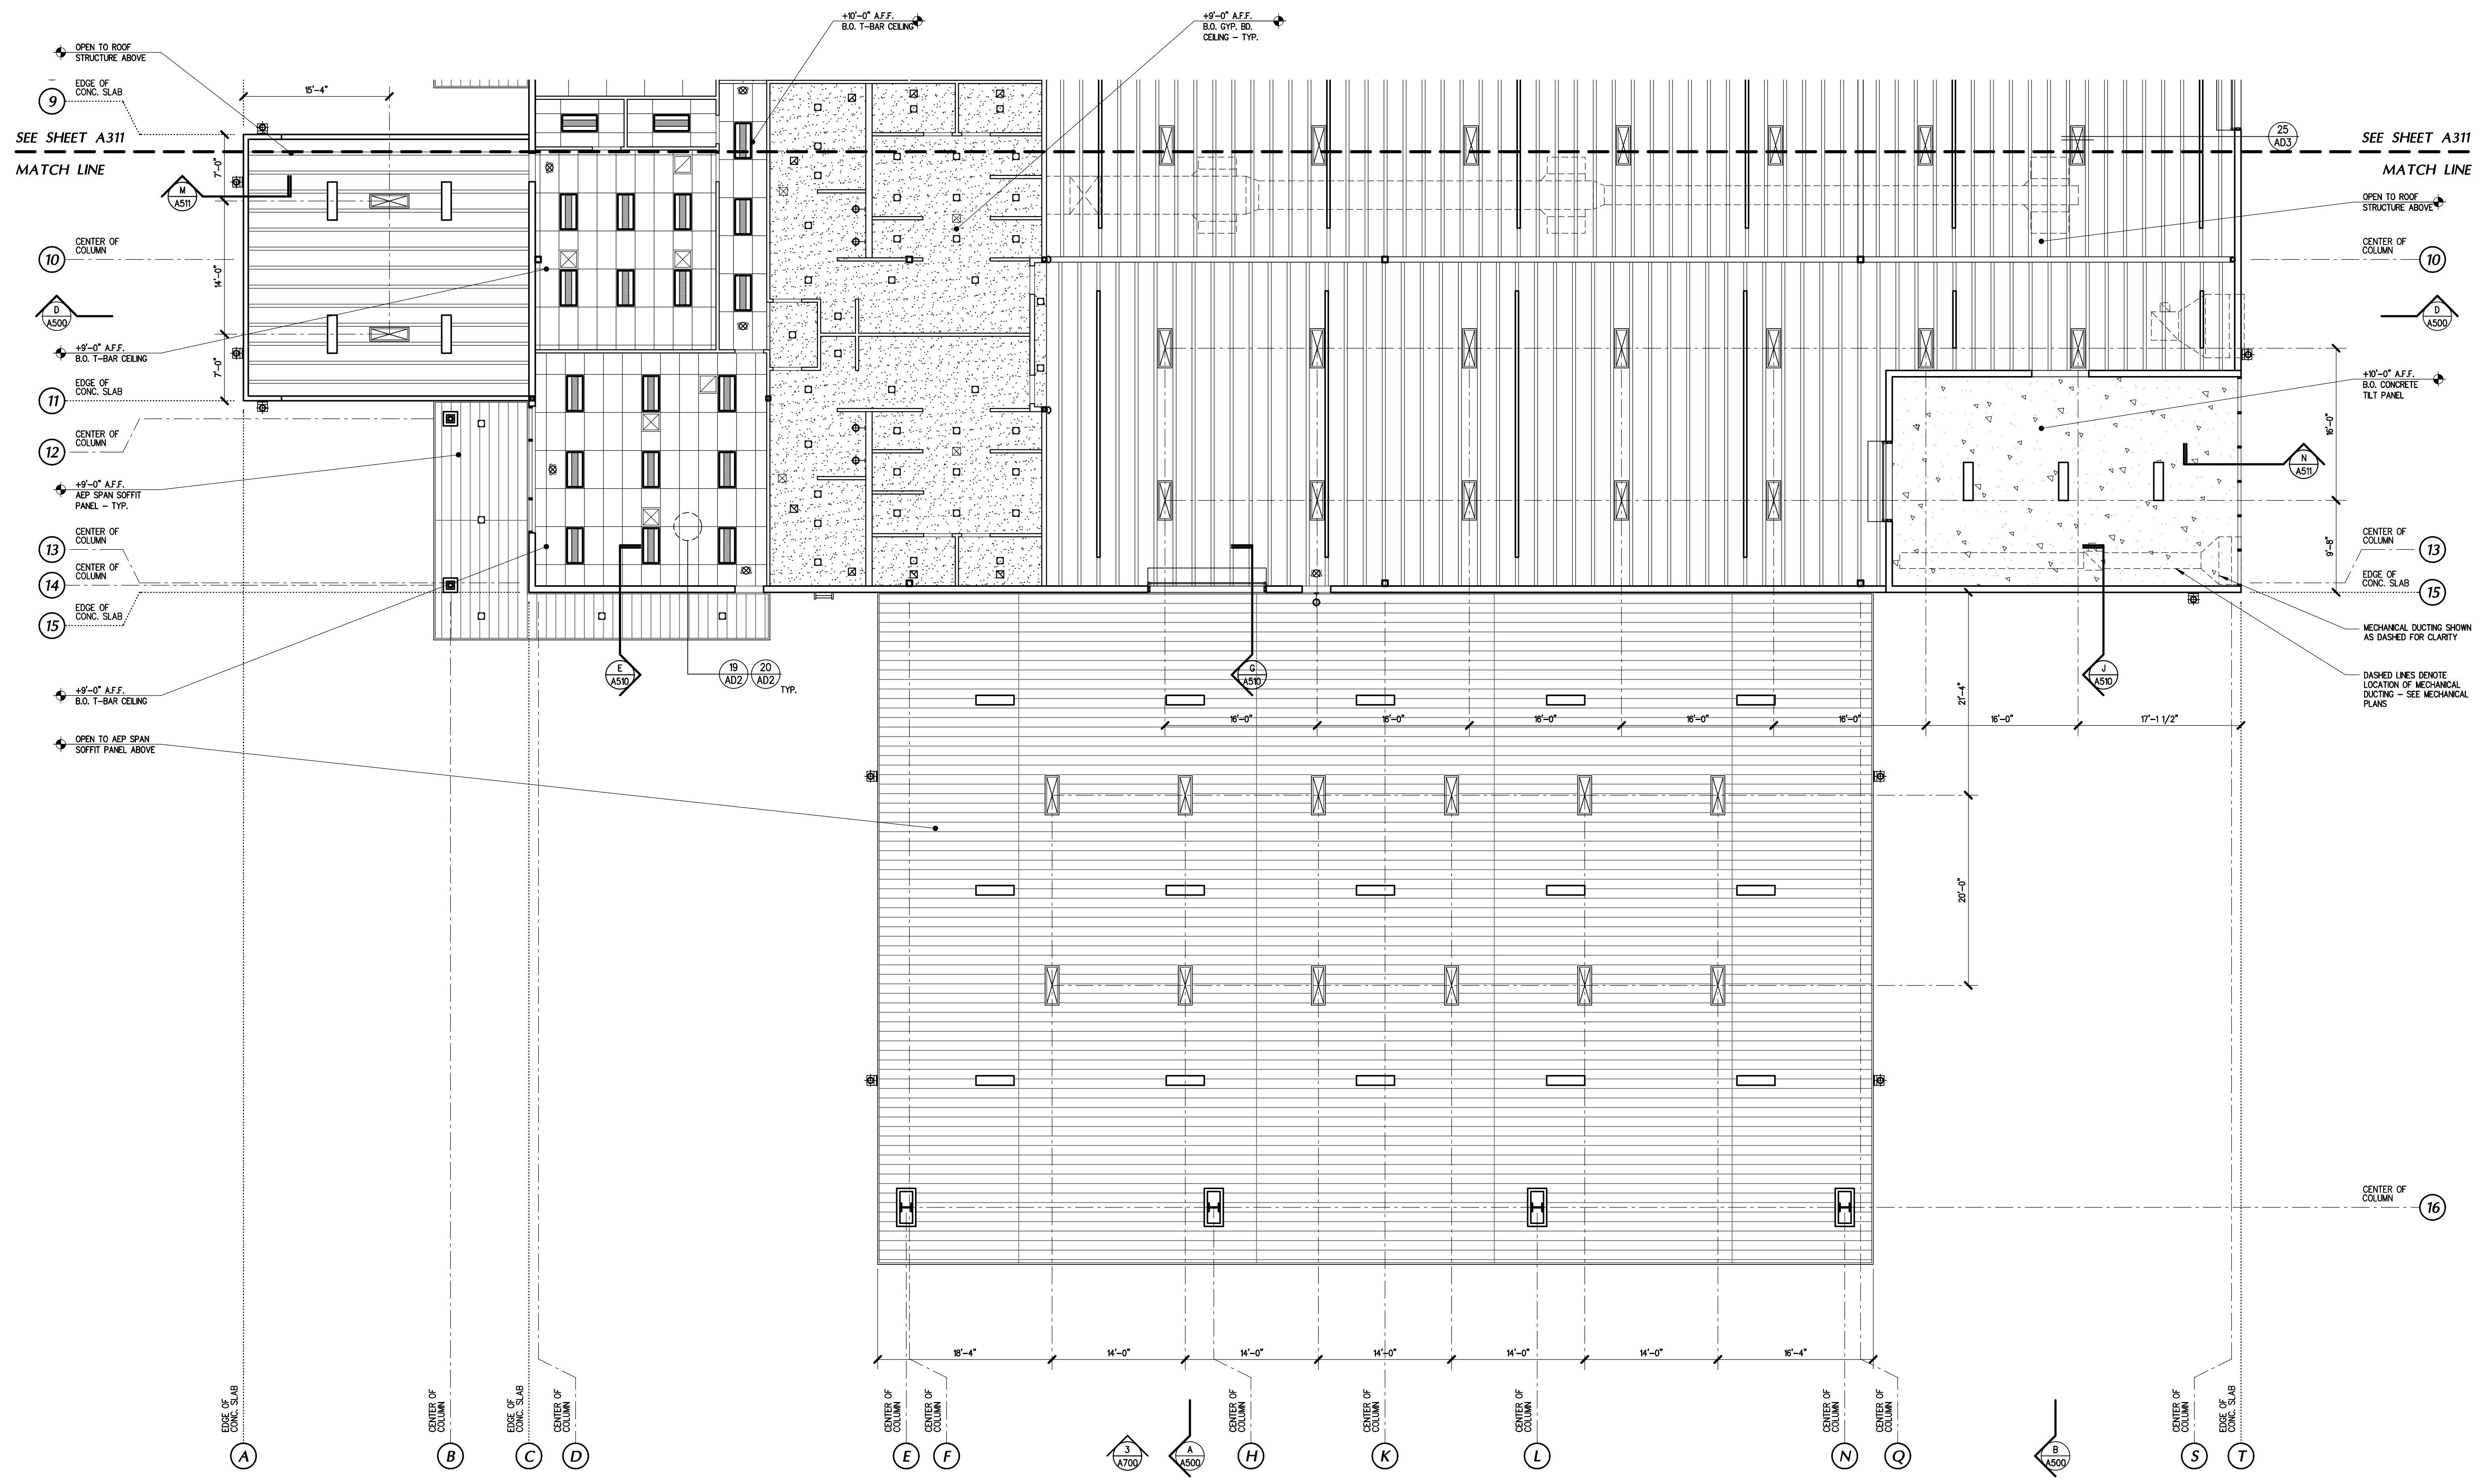 +10'-0" A.F.F.
B.O. T-BAR CEILING
+9'-0" A.F.F.
B.O. GYP. BD.
CEILING - TYP.
OPEN TO ROOF
STRUCTURE ABOVE
EDGE OF
CONC. SLAB
9
15'-4"
SEE SHEET A311
MATCH LINE
SEE SHEET A311
MATCH LINE
25
AD3
7'-0"
M
A511
OPEN TO ROOF
STRUCTURE ABOVE
CENTER OF
COLUMN
10
CENTER OF
COLUMN
10
14'-0"
D
A500
D
A500
+9'-0" A.F.F.
B.O. T-BAR CEILING
7'-0"
EDGE OF
CONC. SLAB
11
+10'-0" A.F.F.
B.O. CONCRETE
TILT PANEL
16'-0"
CENTER OF
COLUMN
12
N
A511
+9'-0" A.F.F.
AEP SPAN SOFFIT
PANEL - TYP.
CENTER OF
COLUMN
13
CENTER OF
COLUMN
13
9'-8"
CENTER OF
COLUMN
14
EDGE OF
CONC. SLAB
15
EDGE OF
CONC. SLAB
15
MECHANICAL DUCTING SHOWN
AS DASHED FOR CLARITY
E
A510
19
AD2
20
AD2
TYP.
G
A510
J
A510
DASHED LINES DENOTE
LOCATION OF MECHANICAL
DUCTING - SEE MECHANICAL
PLANS
+9'-0" A.F.F.
B.O. T-BAR CEILING
21'-4"
16'-0"
16'-0"
16'-0"
16'-0"
16'-0"
16'-0"
17'-1 1/2"
OPEN TO AEP SPAN
SOFFIT PANEL ABOVE
20'-0"
CENTER OF
COLUMN
16
18'-4"
14'-0"
14'-0"
14'-0"
14'-0"
14'-0"
16'-4"
EDGE OF
CONC. SLAB
A
CENTER OF
COLUMN
B
EDGE OF
CONC. SLAB
C
CENTER OF
COLUMN
D
CENTER OF
COLUMN
E
CENTER OF
COLUMN
F
3
A700
A
A500
CENTER OF
COLUMN
H
CENTER OF
COLUMN
K
CENTER OF
COLUMN
L
CENTER OF
COLUMN
N
CENTER OF
COLUMN
Q
B
A500
CENTER OF
COLUMN
S
EDGE OF
CONC. SLAB
T